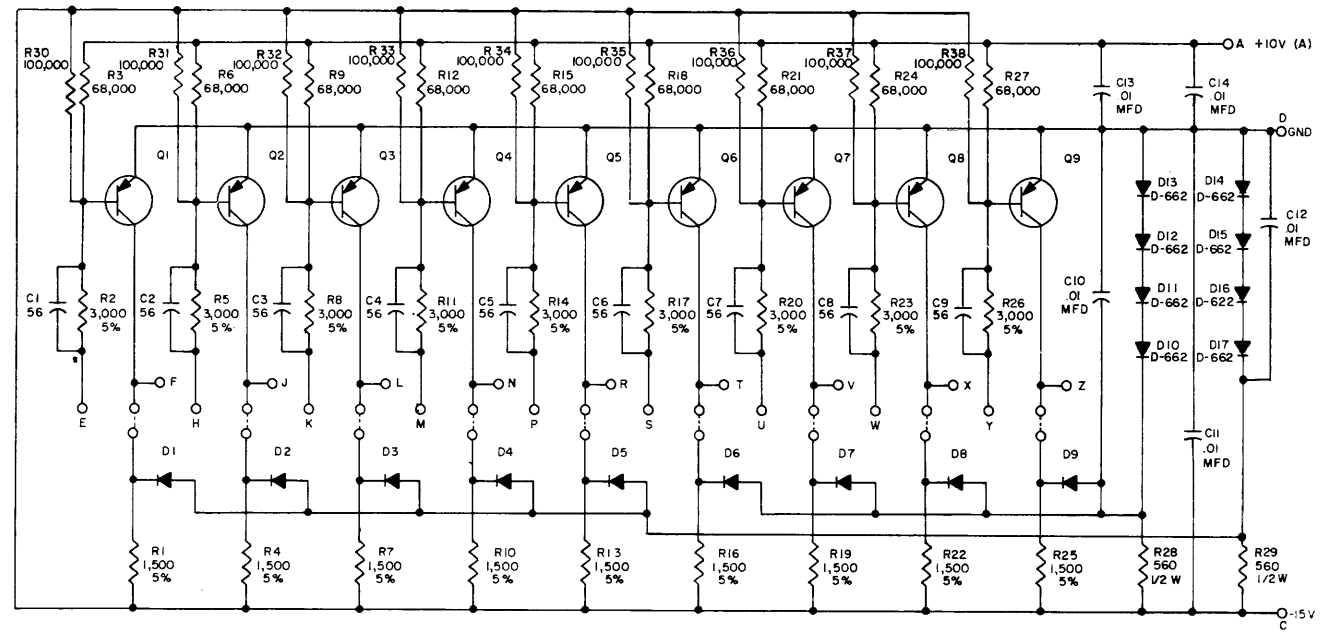 R30 100,000
R3 68,000
R31 100,000
R6 68,000
R32 100,000
R9 68,000
R33 100,000
R12 68,000
R34 100,000
R15 68,000
R35 100,000
R18 68,000
R36 100,000
R21 68,000
R37 100,000
R24 68,000
R38 100,000
R27 68,000
A +10V (A)
C13 .01 MFD
C14 .01 MFD
D GND
Q1
Q2
Q3
Q4
Q5
Q6
Q7
Q8
Q9
D13 D-662
D14 D-662
D12 D-662
D15 D-662
C12 .01 MFD
C10 .01 MFD
D11 D-662
D16 D-622
D10 D-662
D17 D-662
C1 56
R2 3,000 5%
C2 56
R5 3,000 5%
C3 56
R8 3,000 5%
C4 56
R11 3,000 5%
C5 56
R14 3,000 5%
C6 56
R17 3,000 5%
C7 56
R20 3,000 5%
C8 56
R23 3,000 5%
C9 56
R26 3,000 5%
F
J
L
N
R
T
V
X
Z
E
H
K
M
P
S
U
W
Y
C11 .01 MFD
D1
D2
D3
D4
D5
D6
D7
D8
D9
R1 1,500 5%
R4 1,500 5%
R7 1,500 5%
R10 1,500 5%
R13 1,500 5%
R16 1,500 5%
R19 1,500 5%
R22 1,500 5%
R25 1,500 5%
R28 560 1/2 W
R29 560 1/2 W
-15V
C